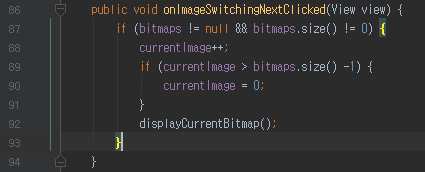 86 public void onImageSwitchingNextClicked(View view) {
87 if (bitmaps != null && bitmaps.size() != 0) {
88 currentImage++;
89 if (currentImage > bitmaps.size() -1) {
90 currentImage = 0;
91 }
92 displayCurrentBitmap();
93 }
94 }